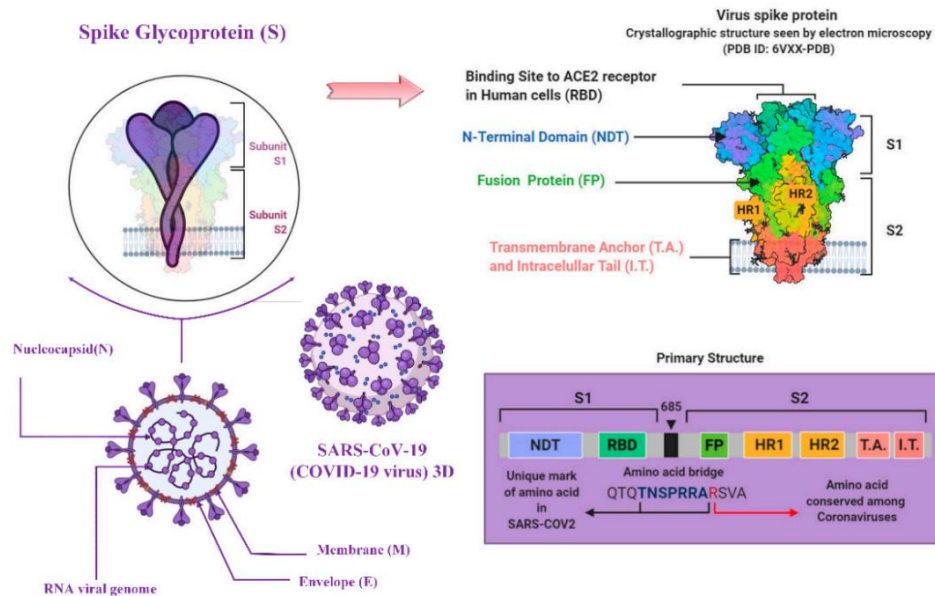 Spike Glycoprotein (S)
Subunit
S1
Subunit
S2
Nucleocapsid(N)
RNA viral genome
Membrane (M)
Envelope (E)
SARS-CoV-19
(COVID-19 virus) 3D
Virus spike protein
Crystallographic structure seen by electron microscopy
(PDB ID: 6VXX-PDB)
Binding Site to ACE2 receptor
in Human cells (RBD)
N-Terminal Domain (NDT)
Fusion Protein (FP)
Transmembrane Anchor (T.A.)
and Intracelullar Tail (I.T.)
HR1
HR2
S1
S2
Primary Structure
S1
685
S2
NDT
RBD
FP
HR1
HR2
T.A.
I.T.
Unique mark
of amino acid
in
SARS-COV2
Amino acid bridge
QTQTNSPRRARSVA
Amino acid
conserved among
Coronaviruses